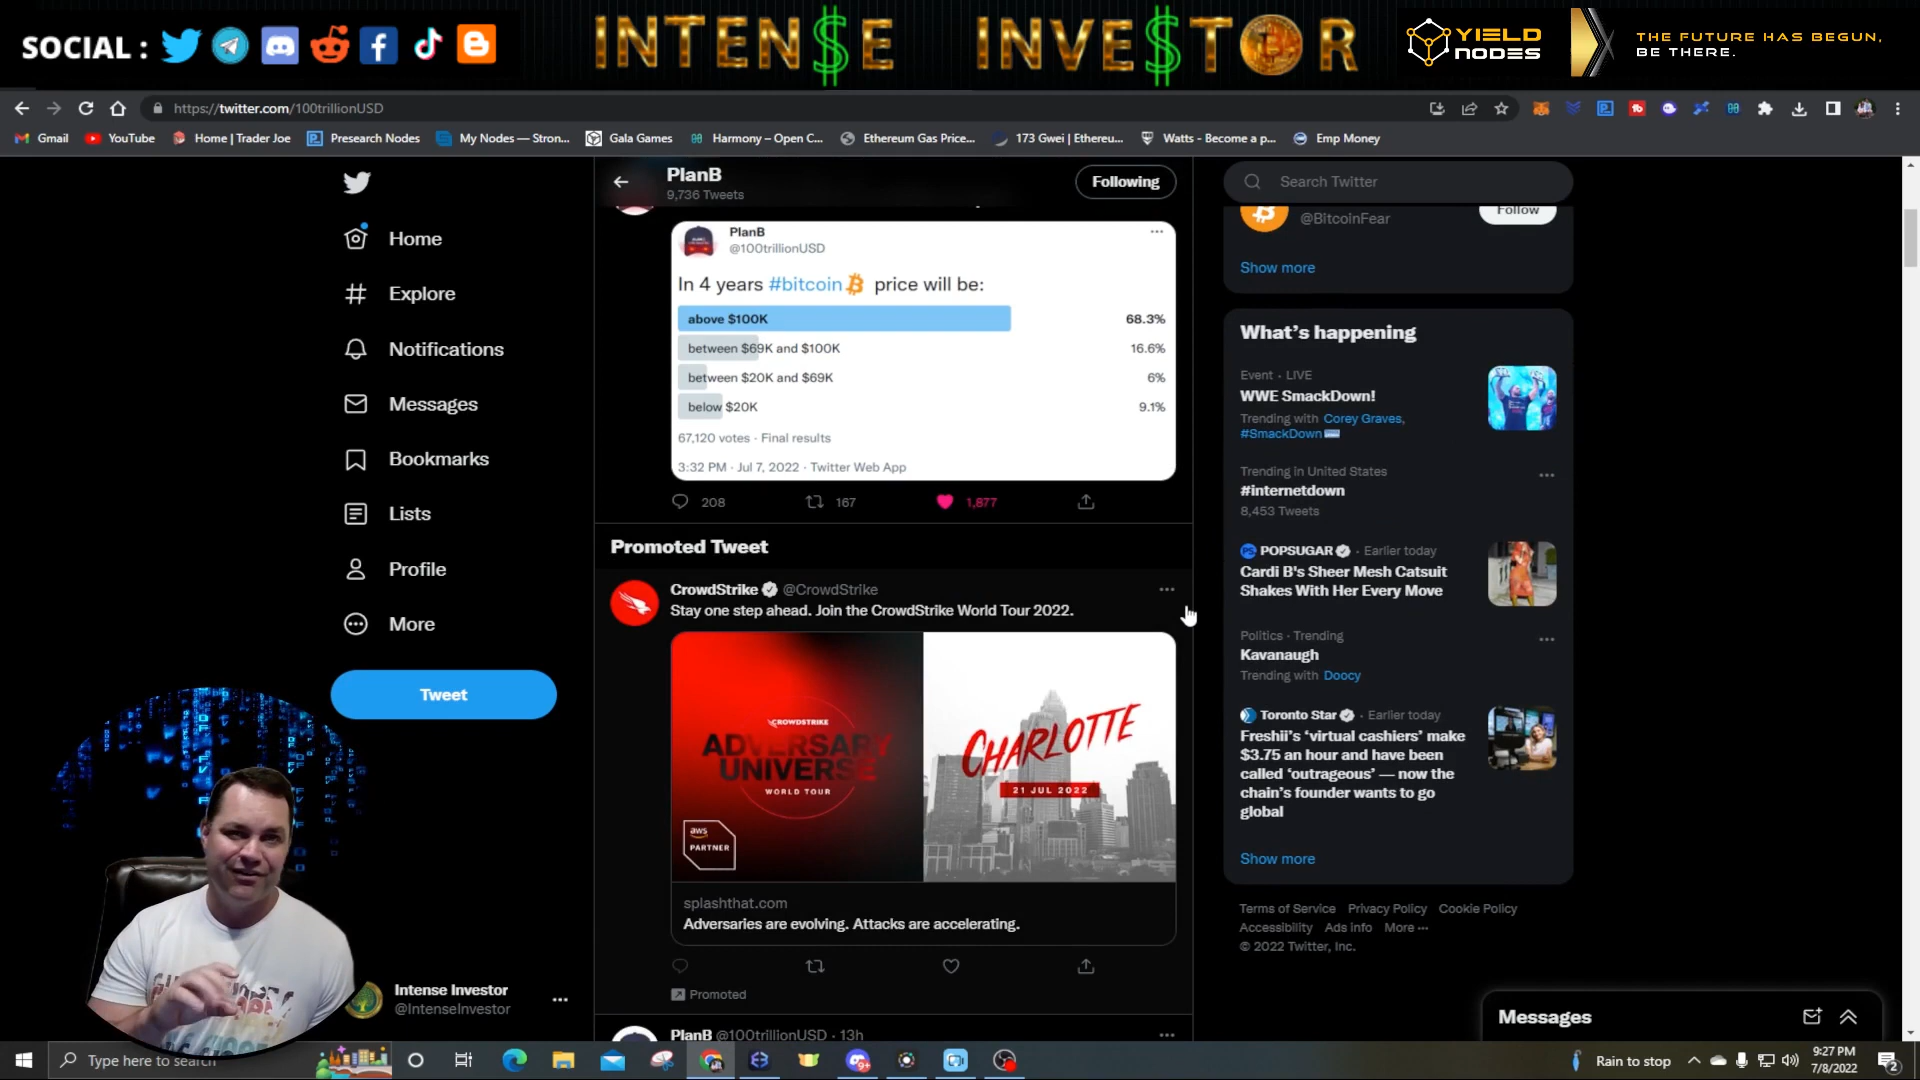 SOCIAL :
INTEN$E INVE$TOR
YIELD NODES
THE FUTURE HAS BEGUN,
BE THERE.
https://twitter.com/100trillionUSD
Gmail YouTube Home | Trader Joe Presearch Nodes My Nodes – Stron... Gala Games Harmony – Open C... Ethereum Gas Price... 173 Gwei | Ethereu... Watts - Become a p... Emp Money
PlanB
9,736 Tweets
Following
Search Twitter
Home
Explore
Notifications
Messages
Bookmarks
Lists
Profile
More
Tweet
Intense Investor
@IntenseInvestor
PlanB
@100trillionUSD
In 4 years #bitcoin price will be:
above $100K 68.3%
between $69K and $100K 16.6%
between $20K and $69K 6%
below $20K 9.1%
67,120 votes · Final results
3:32 PM · Jul 7, 2022 · Twitter Web App
208 167 1,877
Promoted Tweet
CrowdStrike @CrowdStrike
Stay one step ahead. Join the CrowdStrike World Tour 2022.
CROWDSTRIKE
ADVERSARY
UNIVERSE
WORLD TOUR
aws
PARTNER
CHARLOTTE
21 JUL 2022
splashthat.com
Adversaries are evolving. Attacks are accelerating.
Promoted
PlanB @100trillionUSD · 13h
@BitcoinFear
Follow
Show more
What's happening
Event · LIVE
WWE SmackDown!
Trending with Corey Graves,
#SmackDown
Trending in United States
#internetdown
8,453 Tweets
POPSUGAR · Earlier today
Cardi B's Sheer Mesh Catsuit
Shakes With Her Every Move
Politics · Trending
Kavanaugh
Trending with Doocy
Toronto Star · Earlier today
Freshii's ‘virtual cashiers’ make
$3.75 an hour and have been
called ‘outrageous’ — now the
chain's founder wants to go
global
Show more
Terms of Service Privacy Policy Cookie Policy
Accessibility Ads info More ...
© 2022 Twitter, Inc.
Messages
Type here to search
Rain to stop
9:27 PM
7/8/2022
2